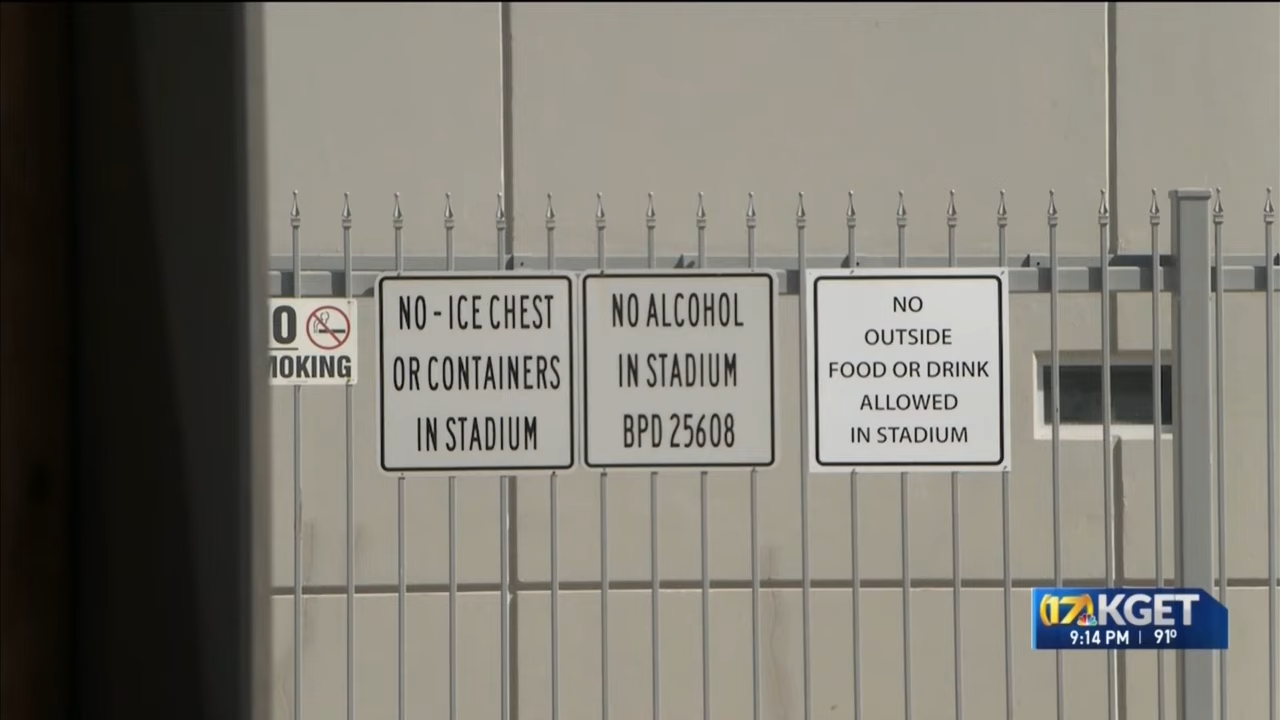 O
MOKING
NO - ICE CHEST
OR CONTAINERS
IN STADIUM
NO ALCOHOL
IN STADIUM
BPD 25608
NO
OUTSIDE
FOOD OR DRINK
ALLOWED
IN STADIUM
17 KGET
9:14 PM | 91°